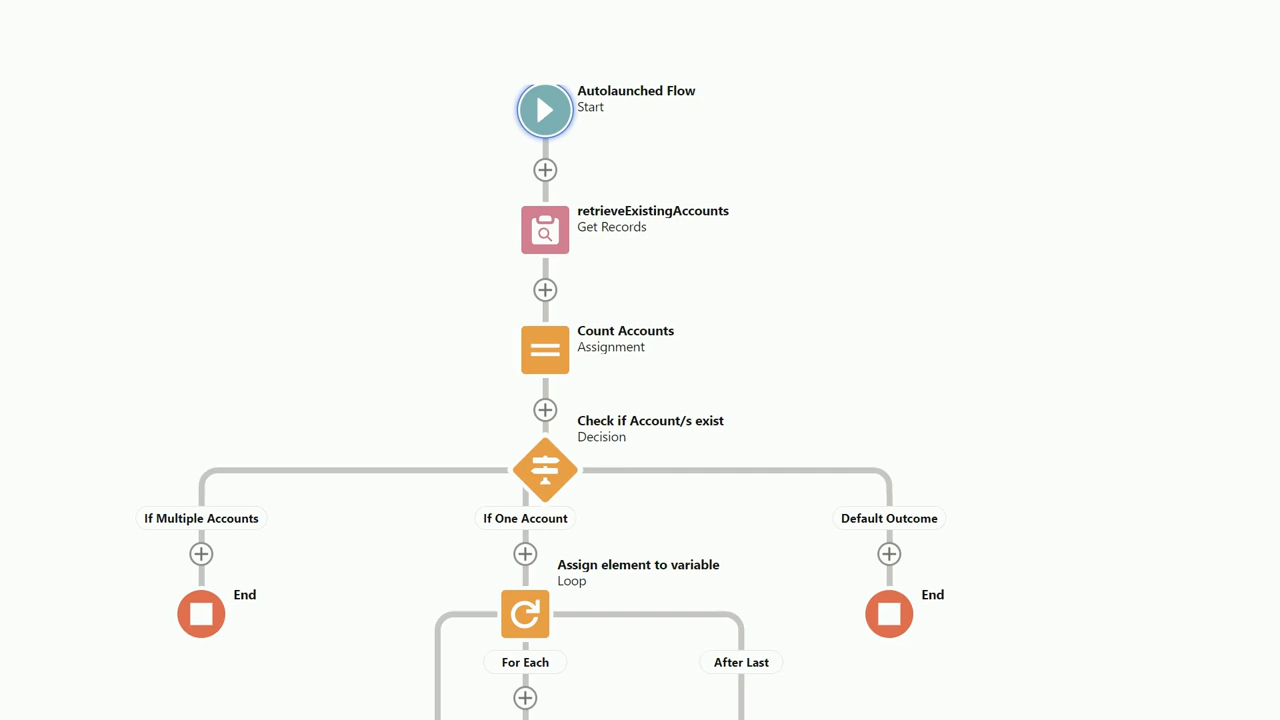 Autolaunched Flow
Start
retrieveExistingAccounts
Get Records
Count Accounts
Assignment
Check if Account/s exist
Decision
If Multiple Accounts
If One Account
Default Outcome
Assign element to variable
Loop
End
End
For Each
After Last